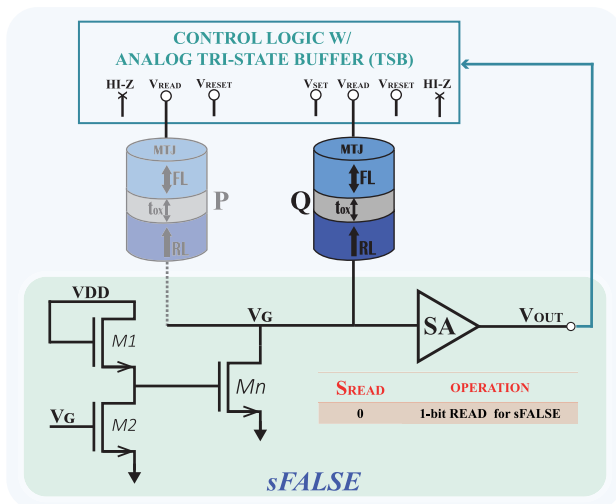 CONTROL LOGIC W/
ANALOG TRI-STATE BUFFER (TSB)
HI-Z VREAD VRESET VSET VREAD VRESET HI-Z
MTJ MTJ
FL FL
P Q
tox tox
RL RL
VDD
VG
SA
VOUT
M1
Mn
SREAD OPERATION
0 1-bit READ for sFALSE
VG
M2
sFALSE